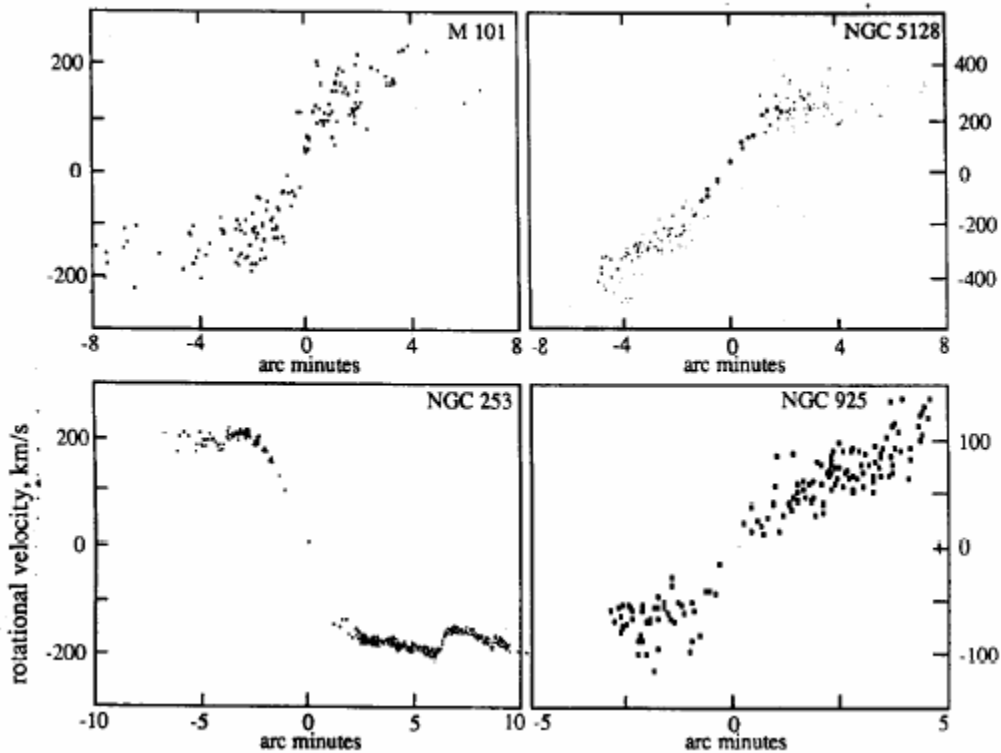 M 101
200
0
-200
-8 -4 0 4 8
arc minutes
NGC 5128
400
200
0
-200
-400
-8 -4 0 4 8
arc minutes
rotational velocity, km/s
NGC 253
200
0
-200
-10 -5 0 5 10
arc minutes
NGC 925
100
0
-100
-5 0 5
arc minutes